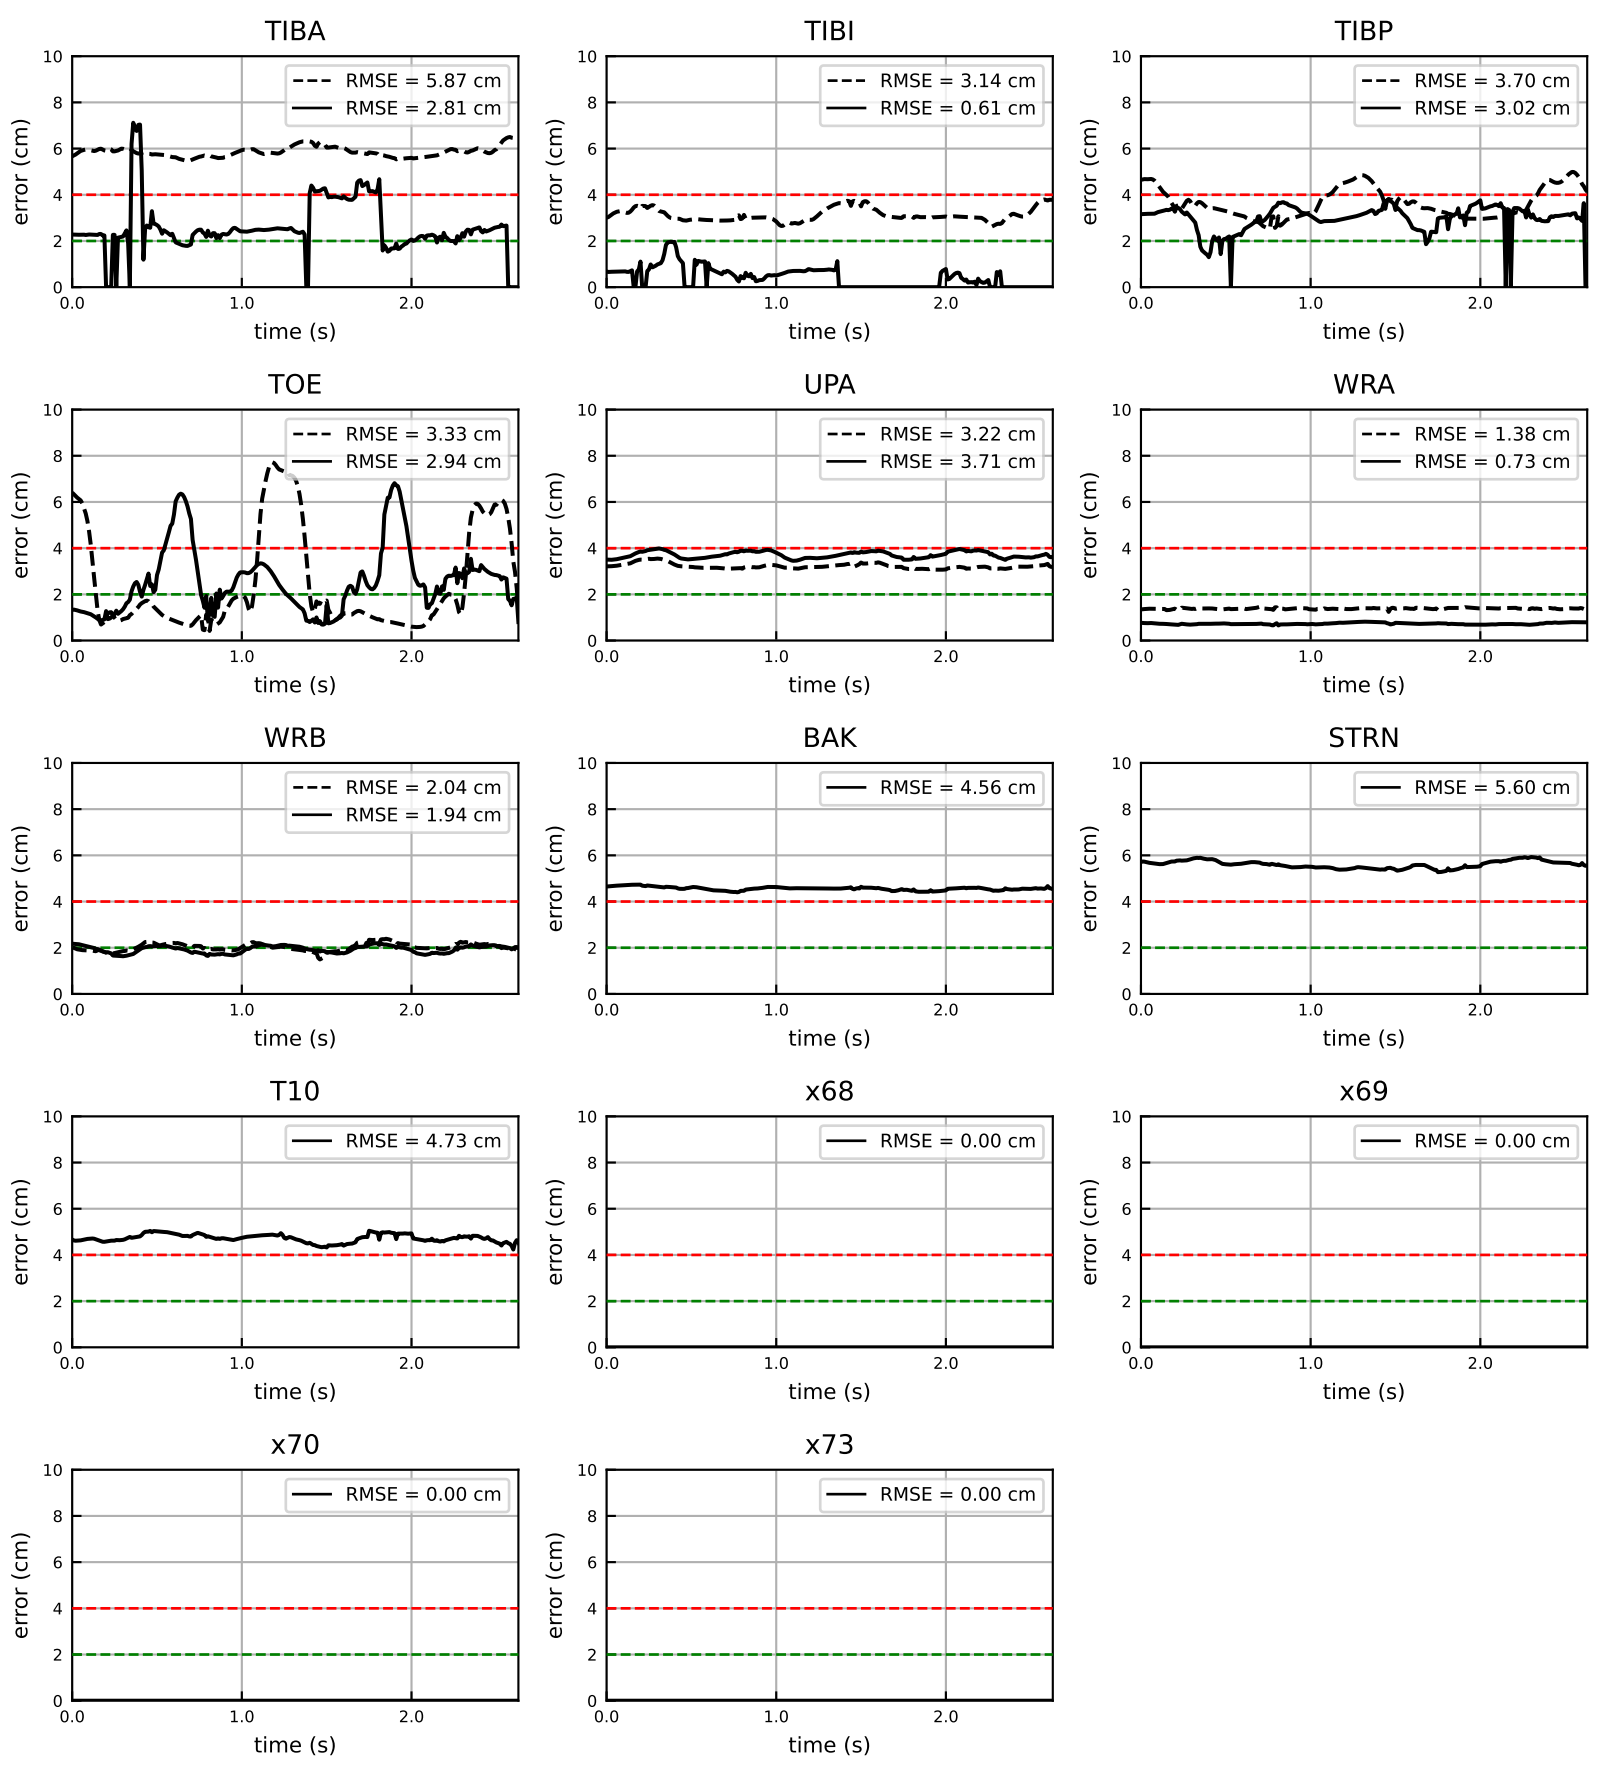 TIBA
10
8
6
4
2
0
error (cm)
RMSE = 5.87 cm
RMSE = 2.81 cm
0.0 1.0 2.0
time (s)
TIBI
10
8
6
4
2
0
error (cm)
RMSE = 3.14 cm
RMSE = 0.61 cm
0.0 1.0 2.0
time (s)
TIBP
10
8
6
4
2
0
error (cm)
RMSE = 3.70 cm
RMSE = 3.02 cm
0.0 1.0 2.0
time (s)
TOE
10
8
6
4
2
0
error (cm)
RMSE = 3.33 cm
RMSE = 2.94 cm
0.0 1.0 2.0
time (s)
UPA
10
8
6
4
2
0
error (cm)
RMSE = 3.22 cm
RMSE = 3.71 cm
0.0 1.0 2.0
time (s)
WRA
10
8
6
4
2
0
error (cm)
RMSE = 1.38 cm
RMSE = 0.73 cm
0.0 1.0 2.0
time (s)
WRB
10
8
6
4
2
0
error (cm)
RMSE = 2.04 cm
RMSE = 1.94 cm
0.0 1.0 2.0
time (s)
BAK
10
8
6
4
2
0
error (cm)
RMSE = 4.56 cm
0.0 1.0 2.0
time (s)
STRN
10
8
6
4
2
0
error (cm)
RMSE = 5.60 cm
0.0 1.0 2.0
time (s)
T10
10
8
6
4
2
0
error (cm)
RMSE = 4.73 cm
0.0 1.0 2.0
time (s)
x68
10
8
6
4
2
0
error (cm)
RMSE = 0.00 cm
0.0 1.0 2.0
time (s)
x69
10
8
6
4
2
0
error (cm)
RMSE = 0.00 cm
0.0 1.0 2.0
time (s)
x70
10
8
6
4
2
0
error (cm)
RMSE = 0.00 cm
0.0 1.0 2.0
time (s)
x73
10
8
6
4
2
0
error (cm)
RMSE = 0.00 cm
0.0 1.0 2.0
time (s)